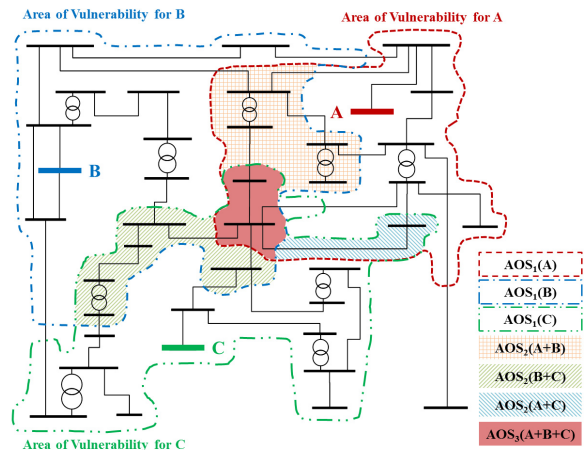 Area of Vulnerability for B
Area of Vulnerability for A
A
B
C
AOS₁(A)
AOS₁(B)
AOS₁(C)
AOS₂(A+B)
AOS₂(B+C)
AOS₂(A+C)
AOS₃(A+B+C)
Area of Vulnerability for C